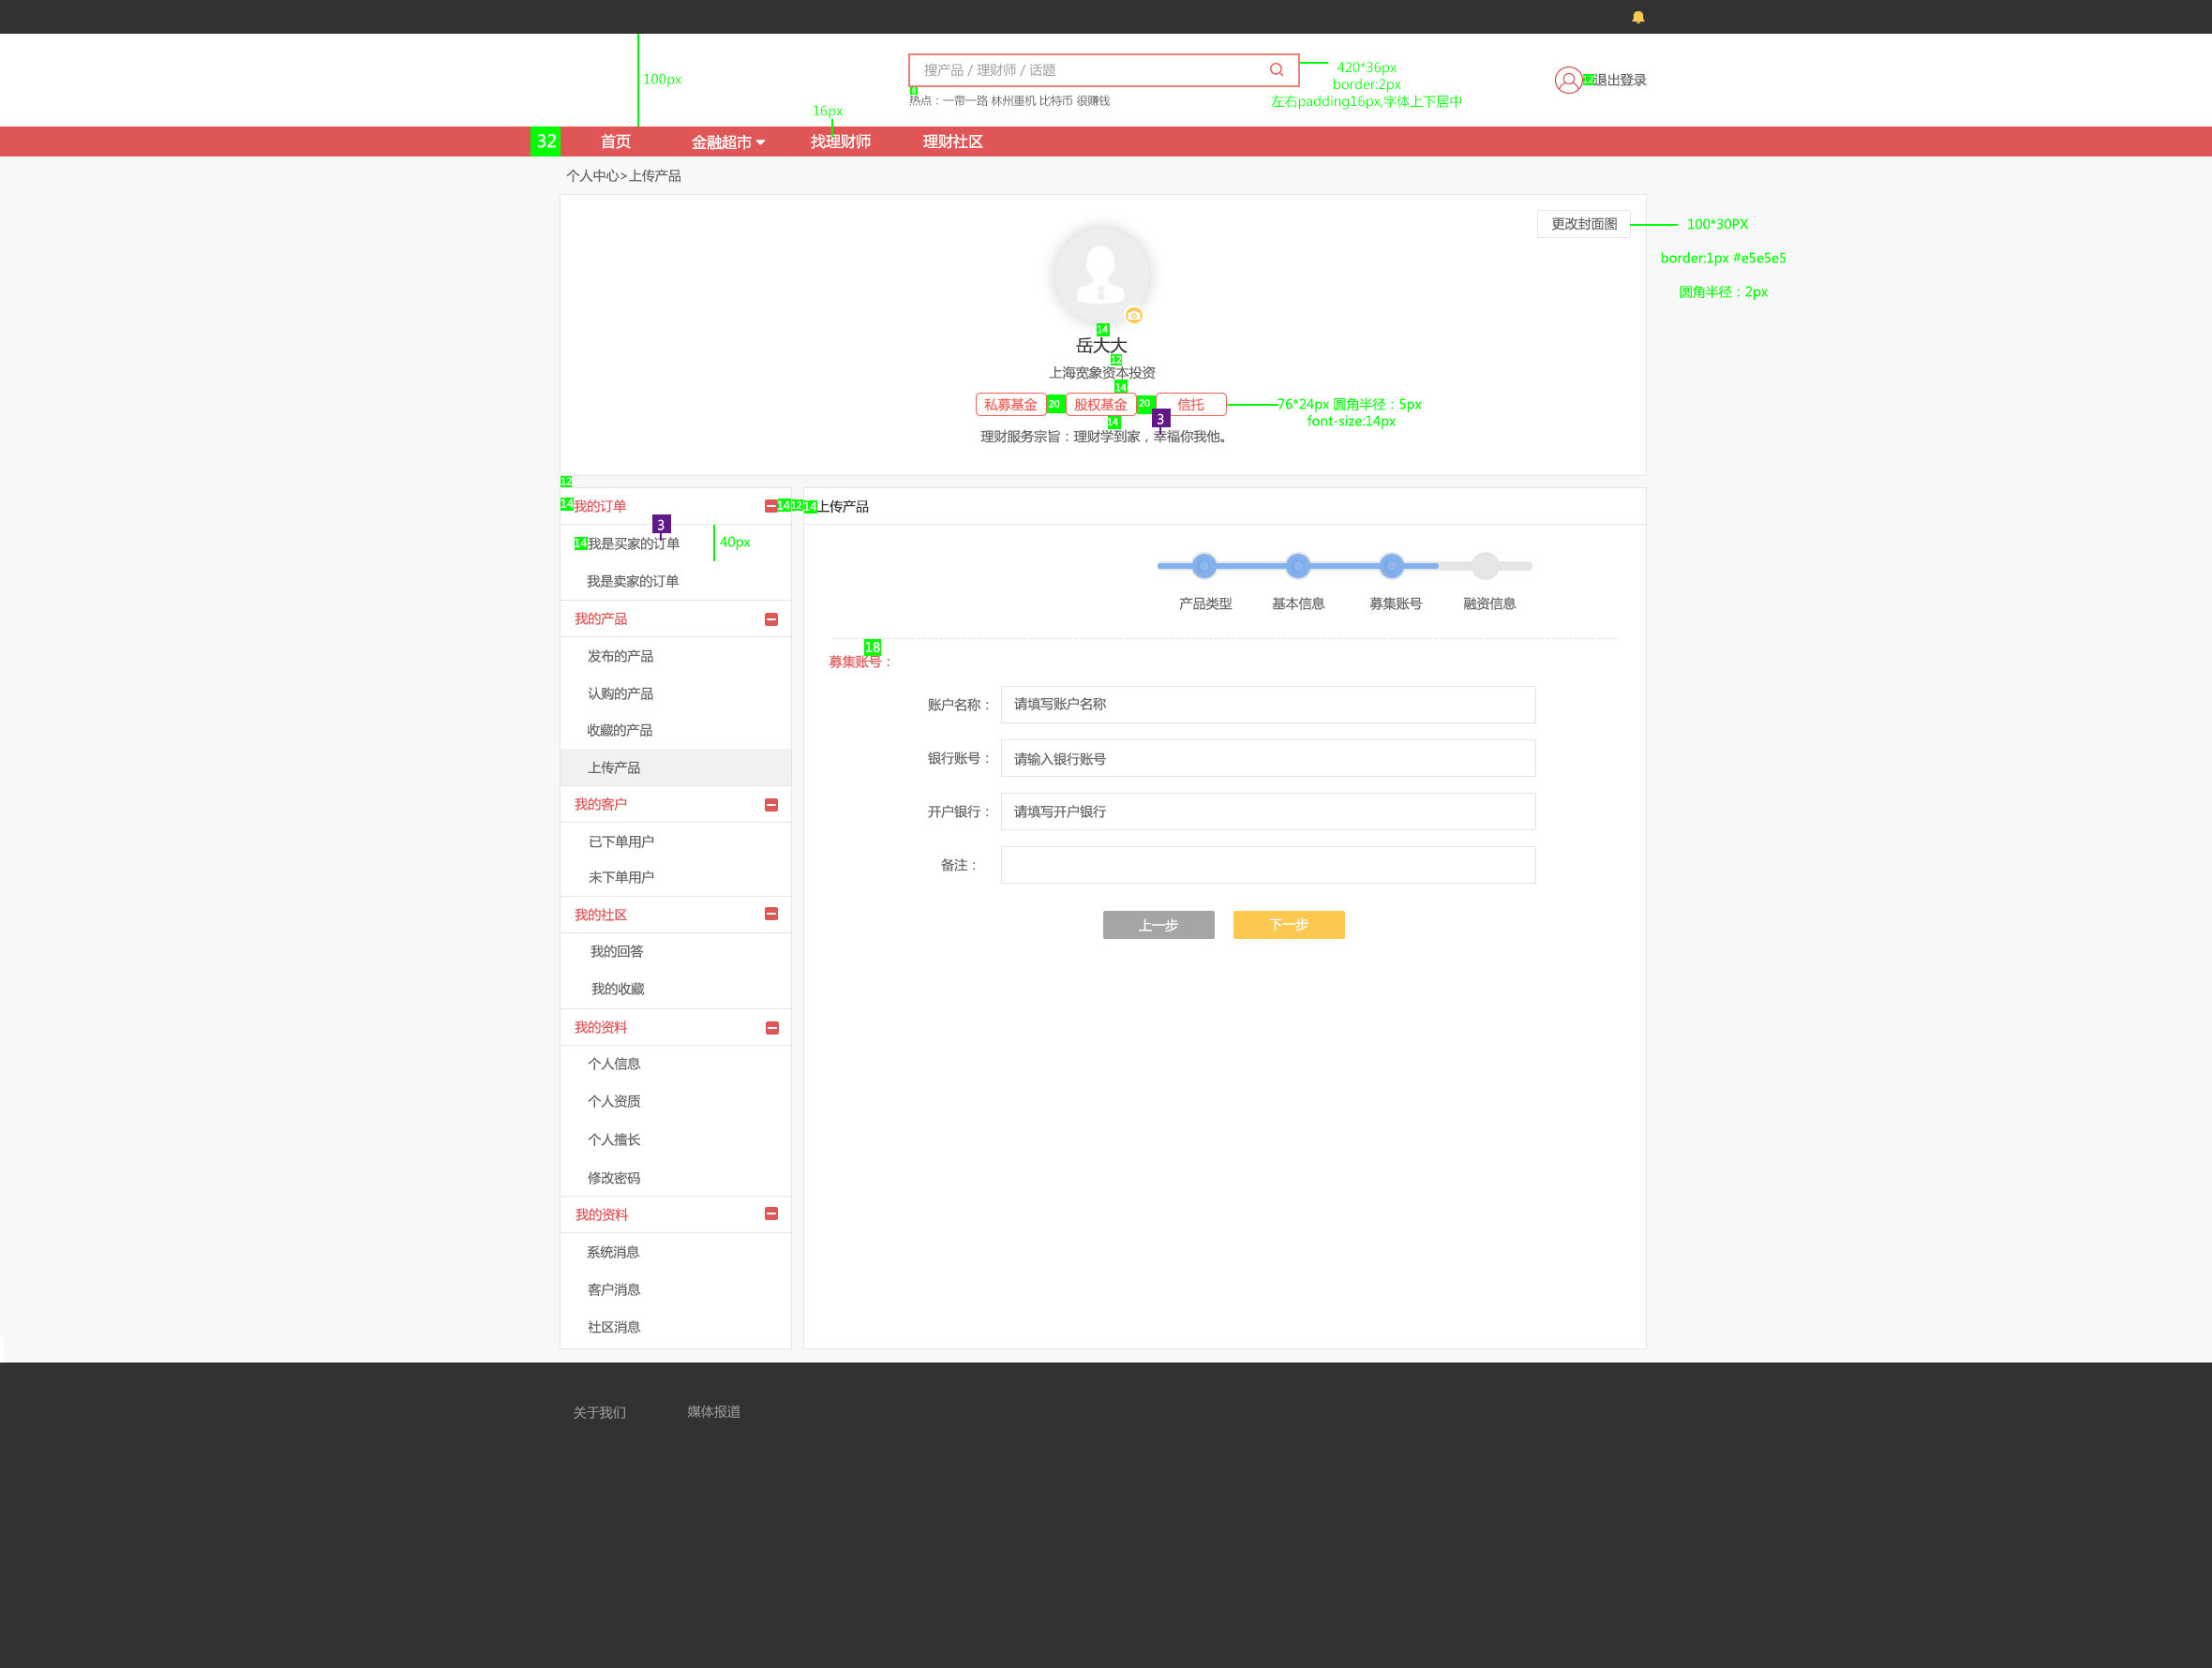 搜产品 / 理财师 / 话题
420*36px
100px
12
退出登录
border:2px
8
热点：一带一路 林州重机 比特币 很赚钱
左右padding16px,字体上下居中
16px
32
首页
金融超市
找理财师
理财社区
个人中心>上传产品
更改封面图
100*30PX
border:1px #e5e5e5
圆角半径：2px
14
岳大大
12
上海宽象资本投资
14
私募基金
20
股权基金
20
信托
76*24px 圆角半径：5px
3
14
font-size:14px
理财服务宗旨：理财学到家，幸福你我他。
12
14
我的订单
14
12
14
上传产品
3
14
我是买家的订单
40px
我是卖家的订单
产品类型
基本信息
募集账号
融资信息
我的产品
18
募集账号：
发布的产品
认购的产品
账户名称：
请填写账户名称
收藏的产品
银行账号：
请输入银行账号
上传产品
我的客户
开户银行：
请填写开户银行
已下单用户
备注：
未下单用户
我的社区
上一步
下一步
我的回答
我的收藏
我的资料
个人信息
个人资质
个人擅长
修改密码
我的资料
系统消息
客户消息
社区消息
关于我们
媒体报道